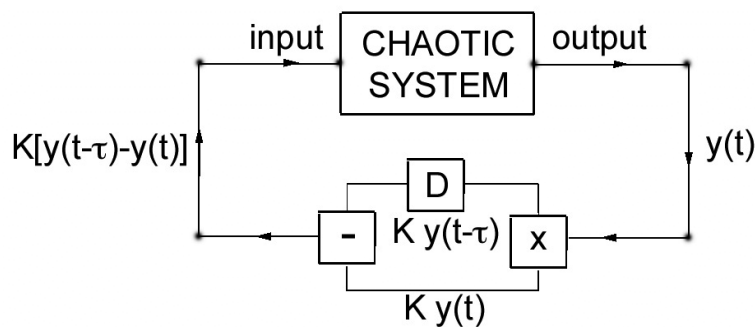 input
CHAOTIC
SYSTEM
output
K[y(t-τ)-y(t)]
y(t)
D
K y(t-τ)
-
x
K y(t)